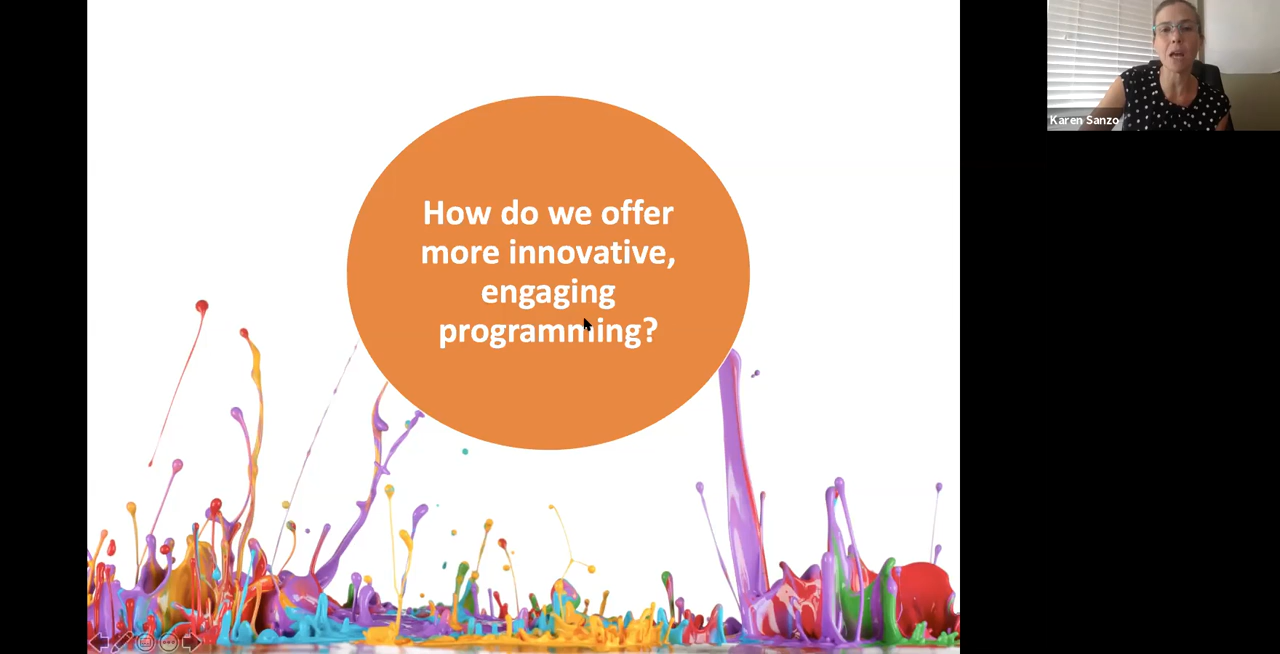 How do we offer
more innovative,
engaging
programming?
Karen Sanzo